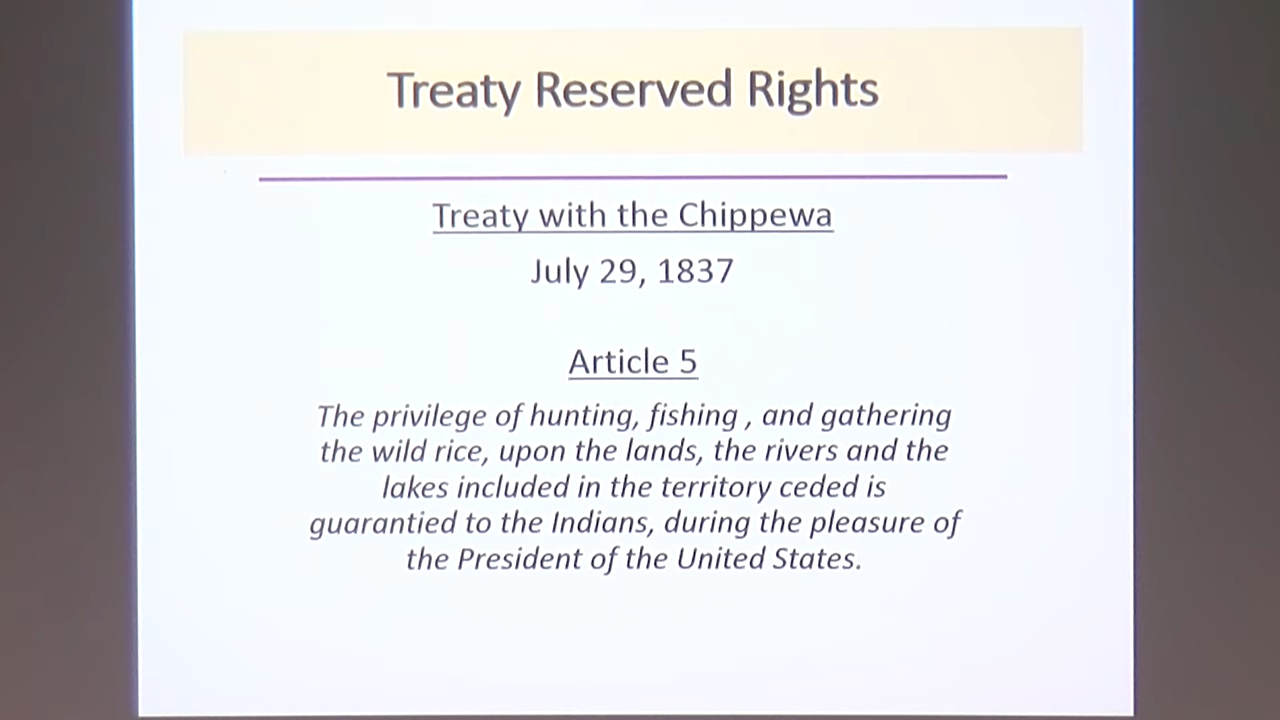 Treaty Reserved Rights
Treaty with the Chippewa
July 29, 1837
Article 5
The privilege of hunting, fishing , and gathering
the wild rice, upon the lands, the rivers and the
lakes included in the territory ceded is
guarantied to the Indians, during the pleasure of
the President of the United States.